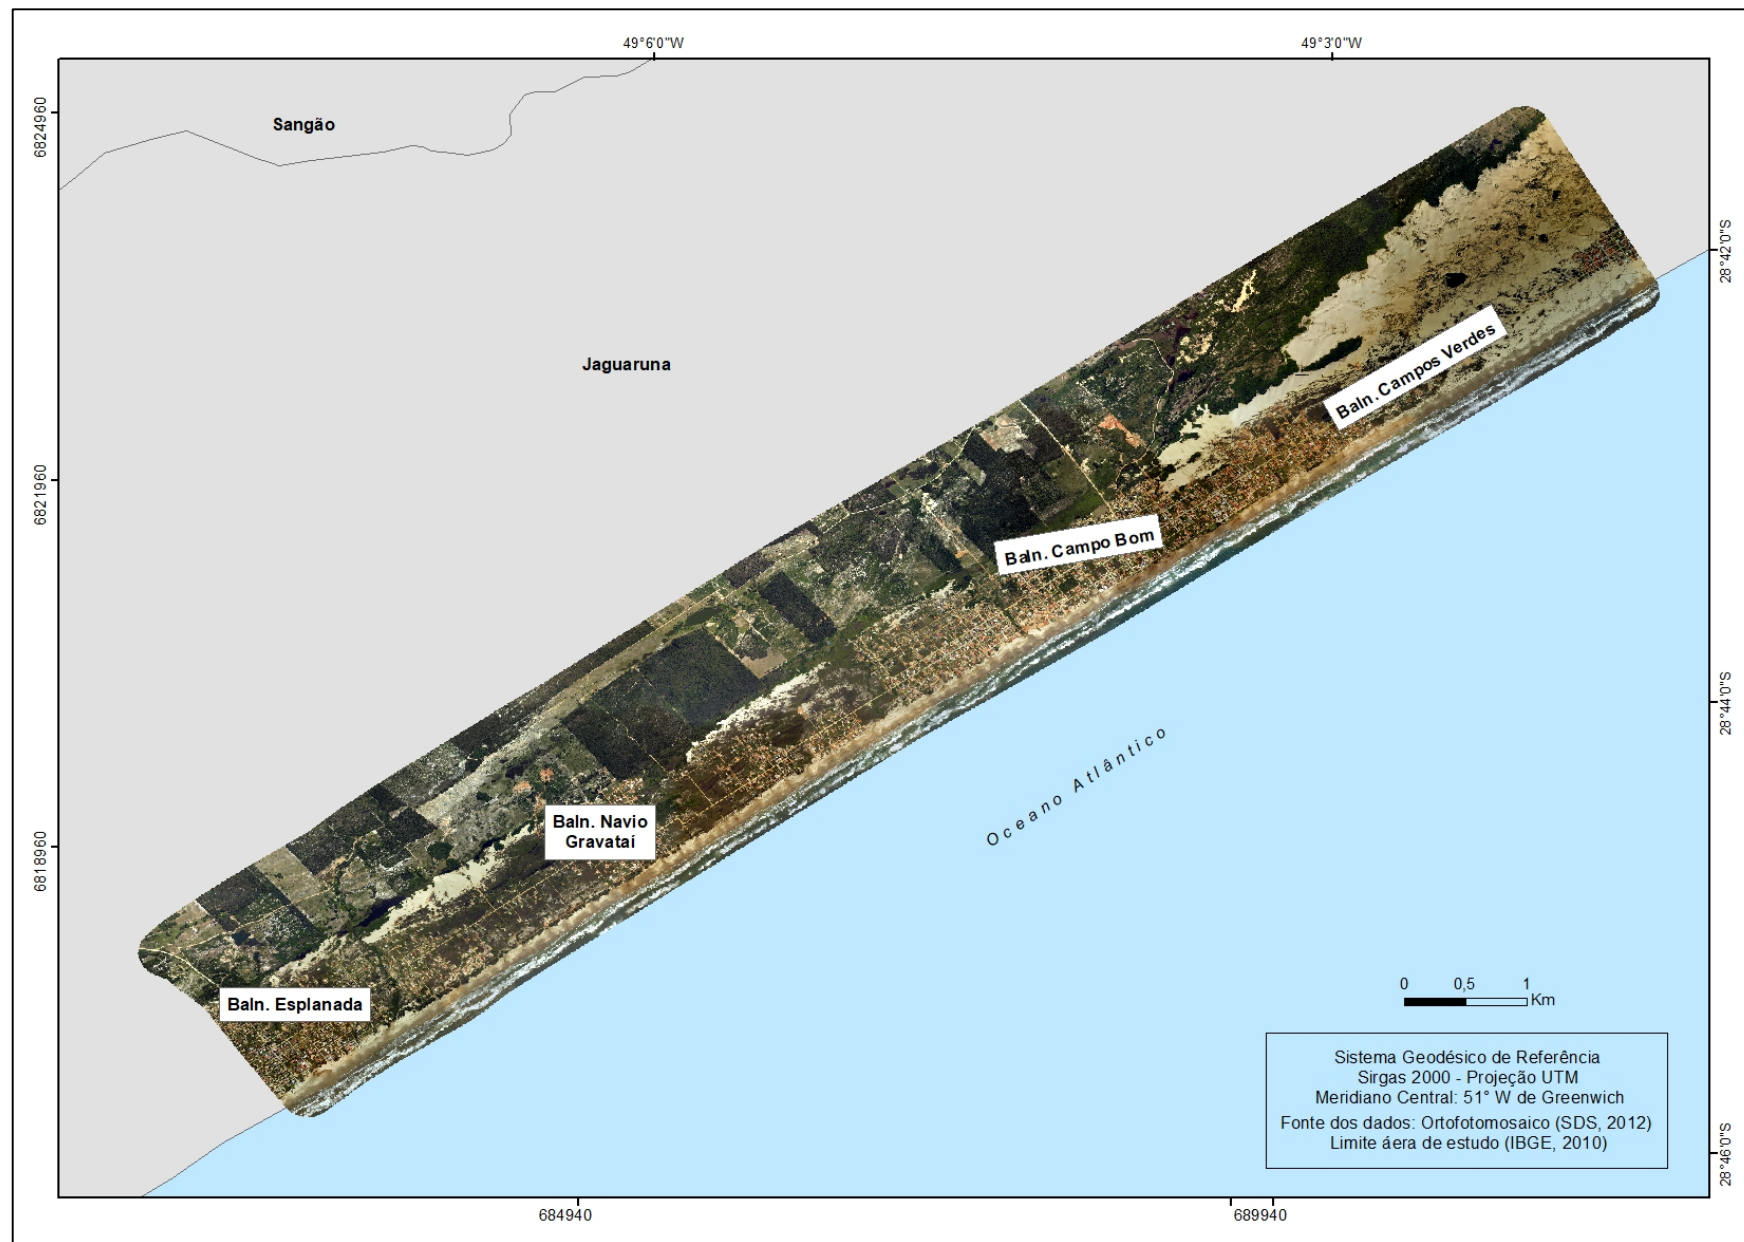 49°6'0"W
49°3'0"W
6824960
Sangão
28°42'0"S
Baln. Campos Verdes
Jaguaruna
6821960
Baln. Campo Bom
28°44'0"S
Oceano Atlântico
Baln. Navio
Gravataí
6818960
Baln. Esplanada
0 0,5 1
Km
Sistema Geodésico de Referência
Sirgas 2000 - Projeção UTM
Meridiano Central: 51° W de Greenwich
Fonte dos dados: Ortofotomosaico (SDS, 2012)
Limite áera de estudo (IBGE, 2010)
28°46'0"S
684940
689940